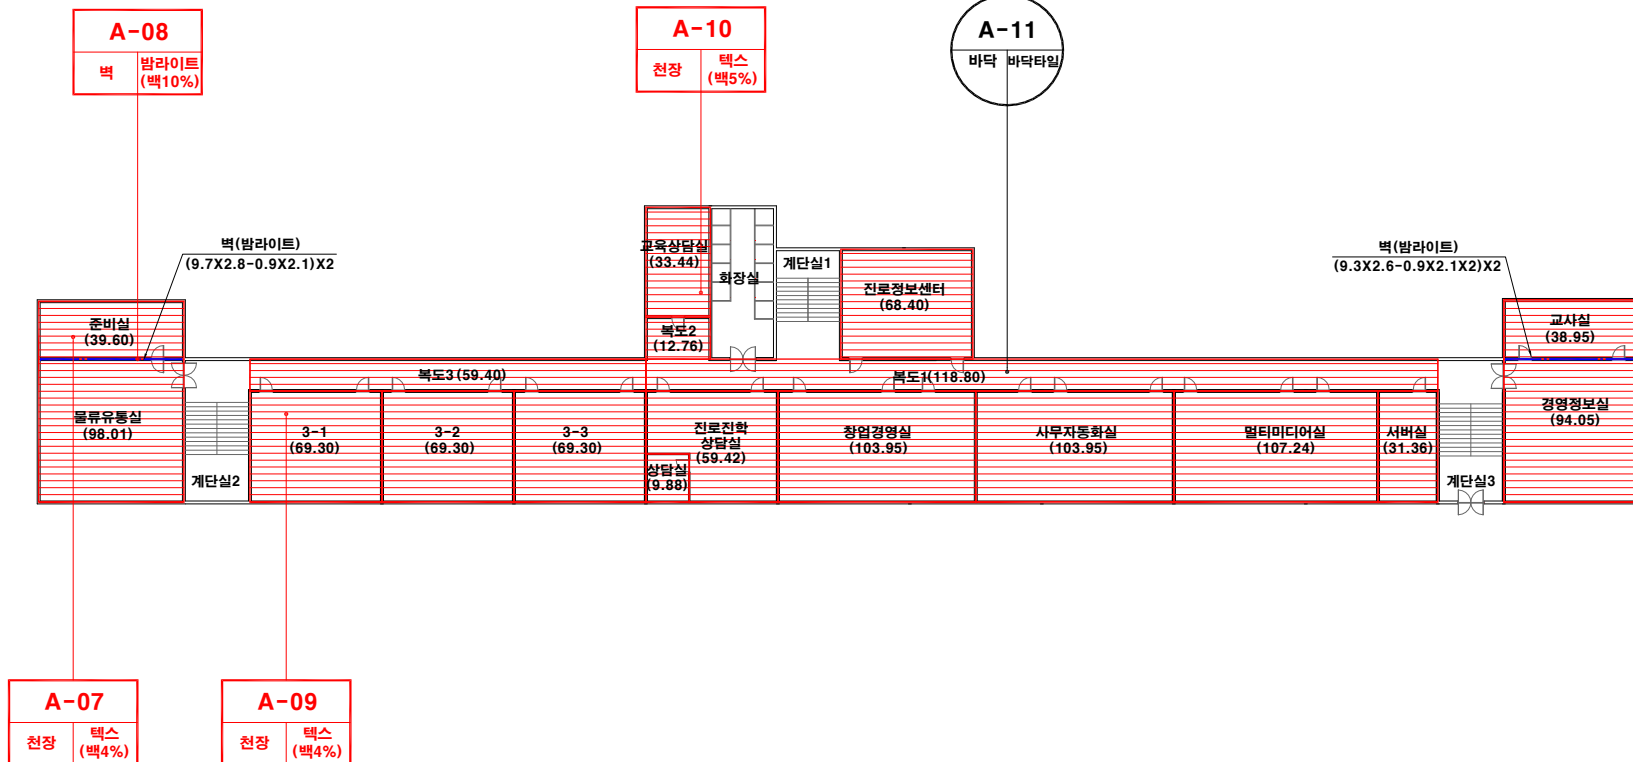 A-08
벽
밤라이트
(백10%)
A-10
천장
텍스
(백5%)
A-11
바닥
바닥타일
벽(밤라이트)
(9.7X2.8-0.9X2.1)X2
교육상담실
(33.44)
화장실
계단실1
진로정보센터
(68.40)
벽(밤라이트)
(9.3X2.6-0.9X2.1X2)X2
준비실
(39.60)
복도2
(12.76)
교사실
(38.95)
복도3(59.40)
복도1(118.80)
물류유통실
(98.01)
3-1
(69.30)
3-2
(69.30)
3-3
(69.30)
진로진학
상담실
(59.42)
창업경영실
(103.95)
사무자동화실
(103.95)
멀티미디어실
(107.24)
서버실
(31.36)
경영정보실
(94.05)
계단실2
상담실
(9.88)
계단실3
A-07
천장
텍스
(백4%)
A-09
천장
텍스
(백4%)